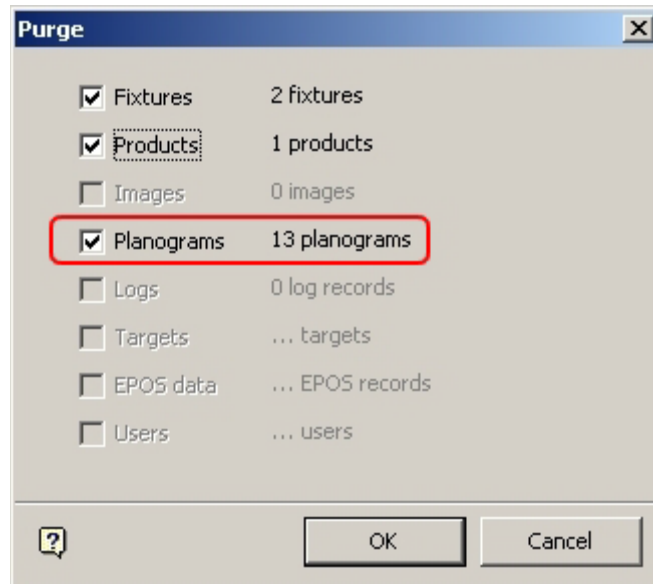 Purge
Fixtures 2 fixtures
Products 1 products
Images 0 images
Planograms 13 planograms
Logs 0 log records
Targets ... targets
EPOS data ... EPOS records
Users ... users
? OK Cancel